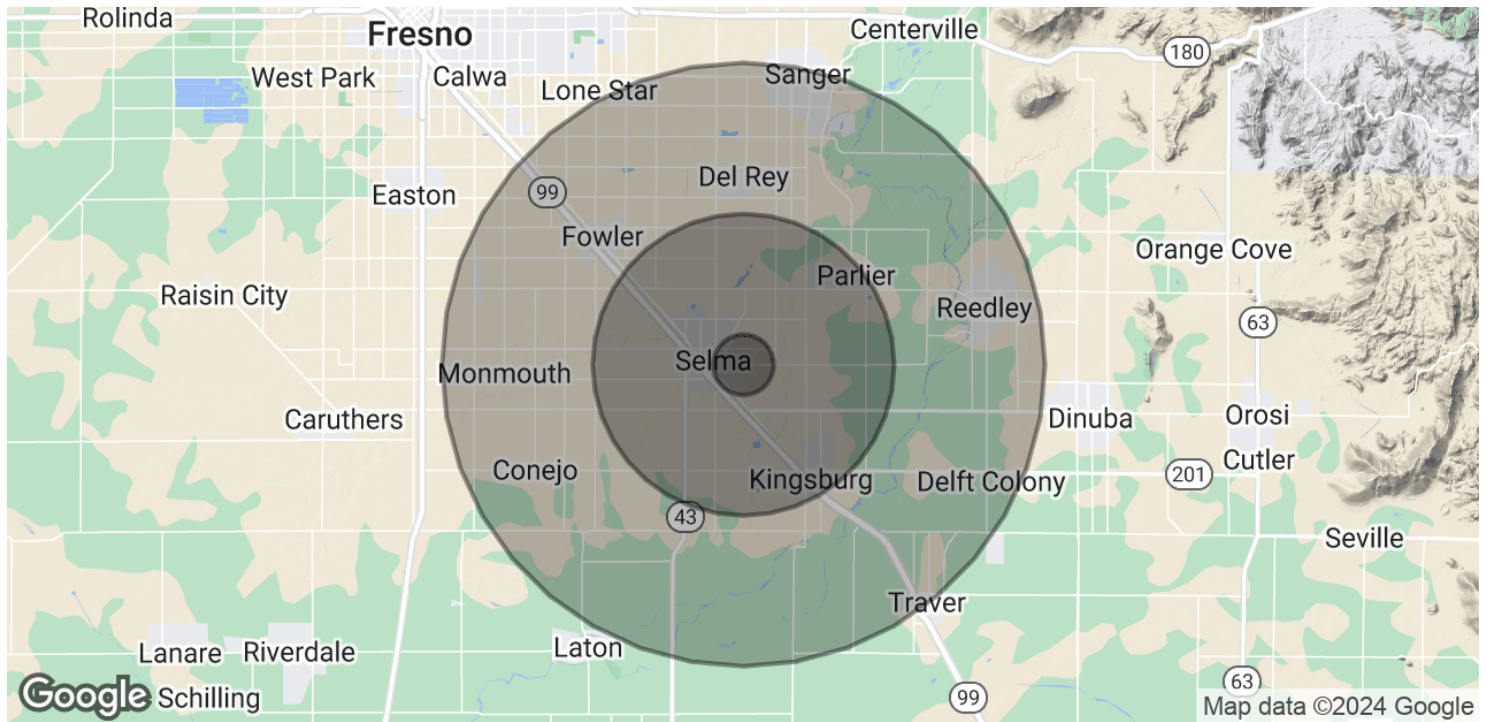 Rolinda
Fresno
Centerville
180
West Park
Calwa
Lone Star
Sanger
Easton
99
Del Rey
Fowler
Orange Cove
Raisin City
Parlier
Reedley
63
Selma
Monmouth
Caruthers
Dinuba
Orosi
Conejo
Kingsburg
Delft Colony
201
Cutler
43
Seville
Traver
Lanare
Riverdale
Laton
Google
Schilling
99
63
Map data ©2024 Google